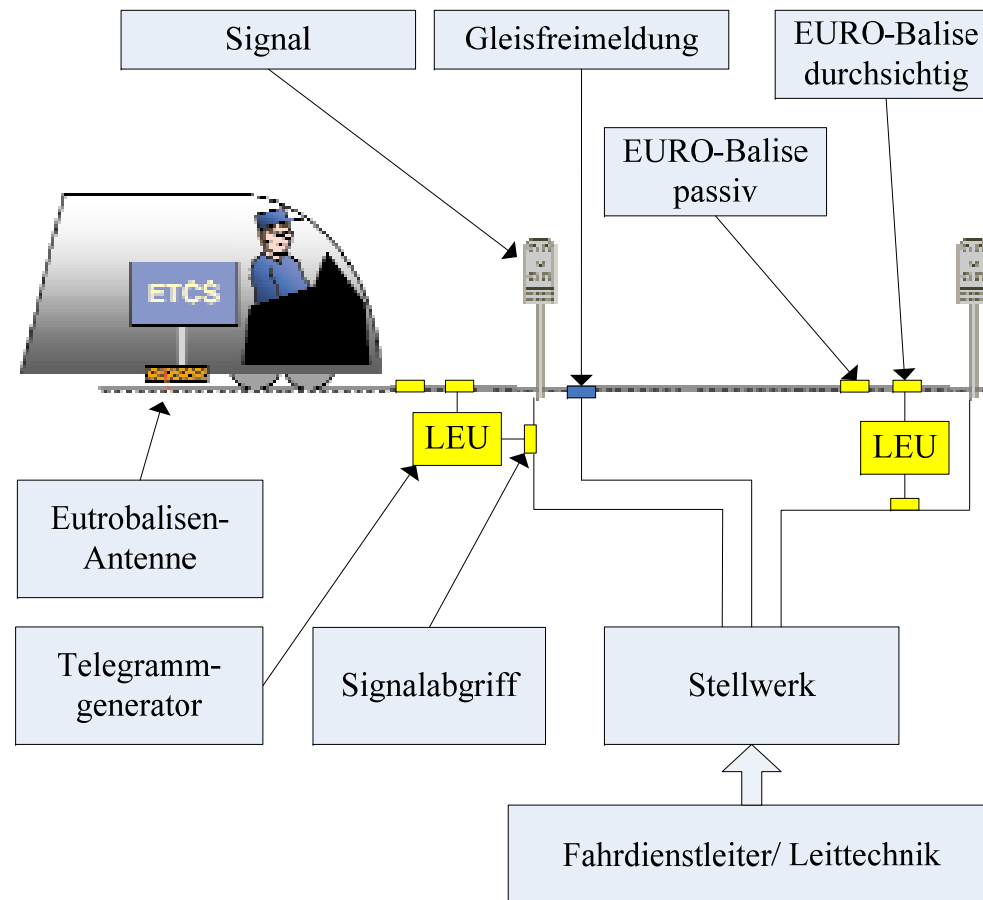 Signal
Gleisfreimeldung
EURO-Balise
durchsichtig
EURO-Balise
passiv
ETCS
LEU
LEU
Eutrobalisen-
Antenne
Telegramm-
generator
Signalabgriff
Stellwerk
Fahrdienstleiter/ Leittechnik